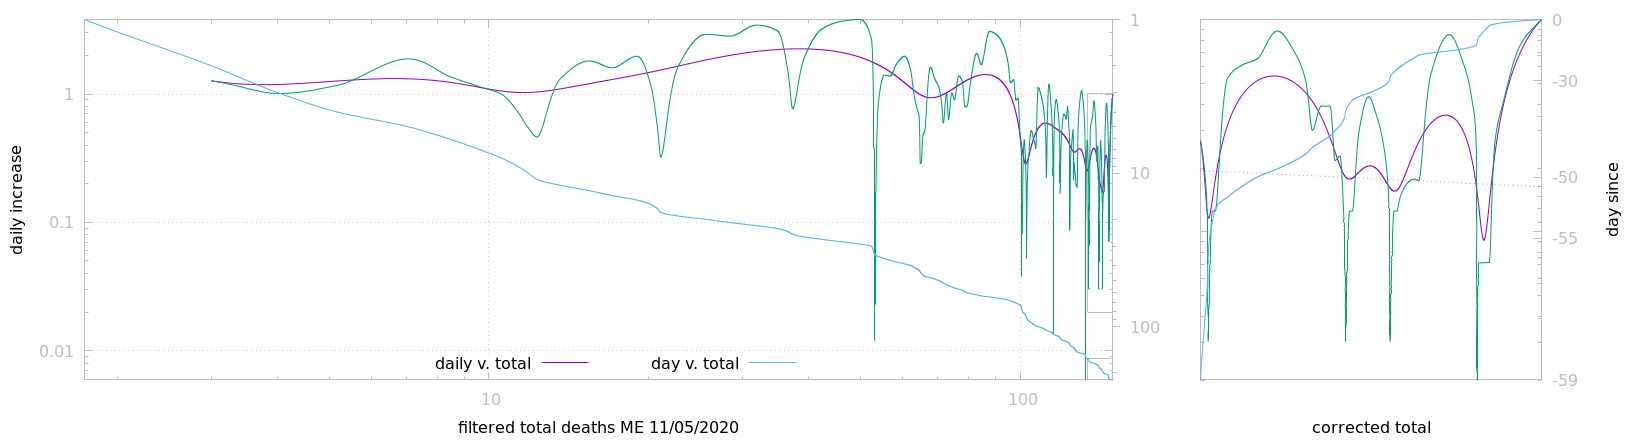 1
0.1
0.01
daily increase
10
100
filtered total deaths ME 11/05/2020
daily v. total
day v. total
1
10
100
0
-30
-50
-55
-59
day since
corrected total